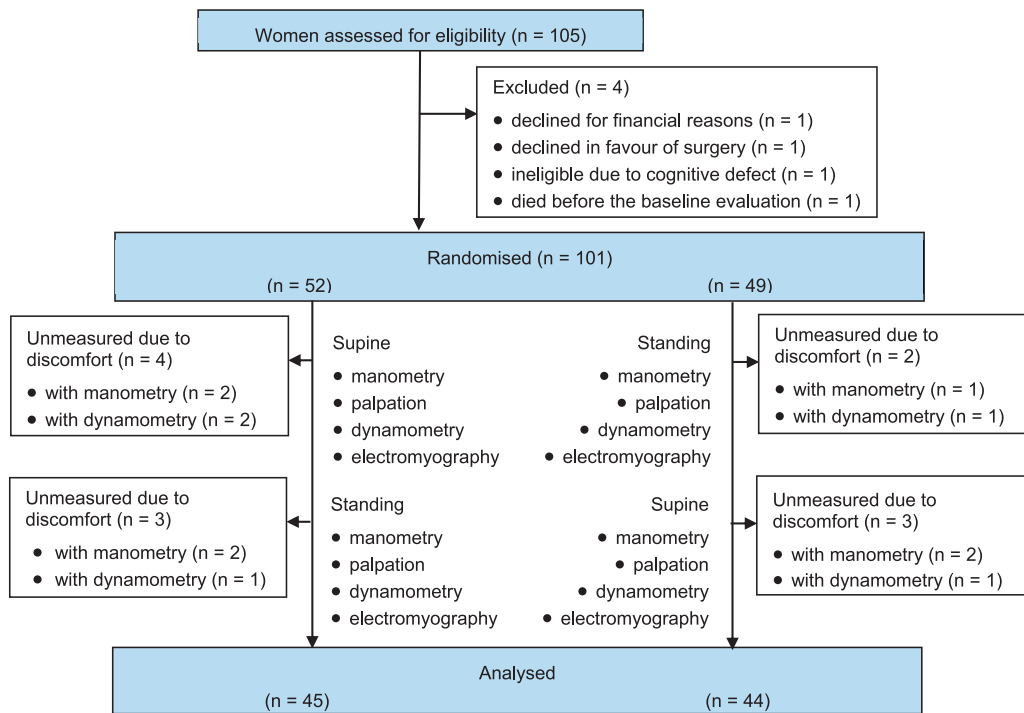 Women assessed for eligibility (n = 105)
Excluded (n = 4)
● declined for financial reasons (n = 1)
● declined in favour of surgery (n = 1)
● ineligible due to cognitive defect (n = 1)
● died before the baseline evaluation (n = 1)
Randomised (n = 101)
(n = 52)
(n = 49)
Unmeasured due to
discomfort (n = 4)
● with manometry (n = 2)
● with dynamometry (n = 2)
Supine
● manometry
● palpation
● dynamometry
● electromyography
Standing
● manometry
● palpation
● dynamometry
● electromyography
Unmeasured due to
discomfort (n = 2)
● with manometry (n = 1)
● with dynamometry (n = 1)
Unmeasured due to
discomfort (n = 3)
● with manometry (n = 2)
● with dynamometry (n = 1)
Standing
● manometry
● palpation
● dynamometry
● electromyography
Supine
● manometry
● palpation
● dynamometry
● electromyography
Unmeasured due to
discomfort (n = 3)
● with manometry (n = 2)
● with dynamometry (n = 1)
Analysed
(n = 45)
(n = 44)